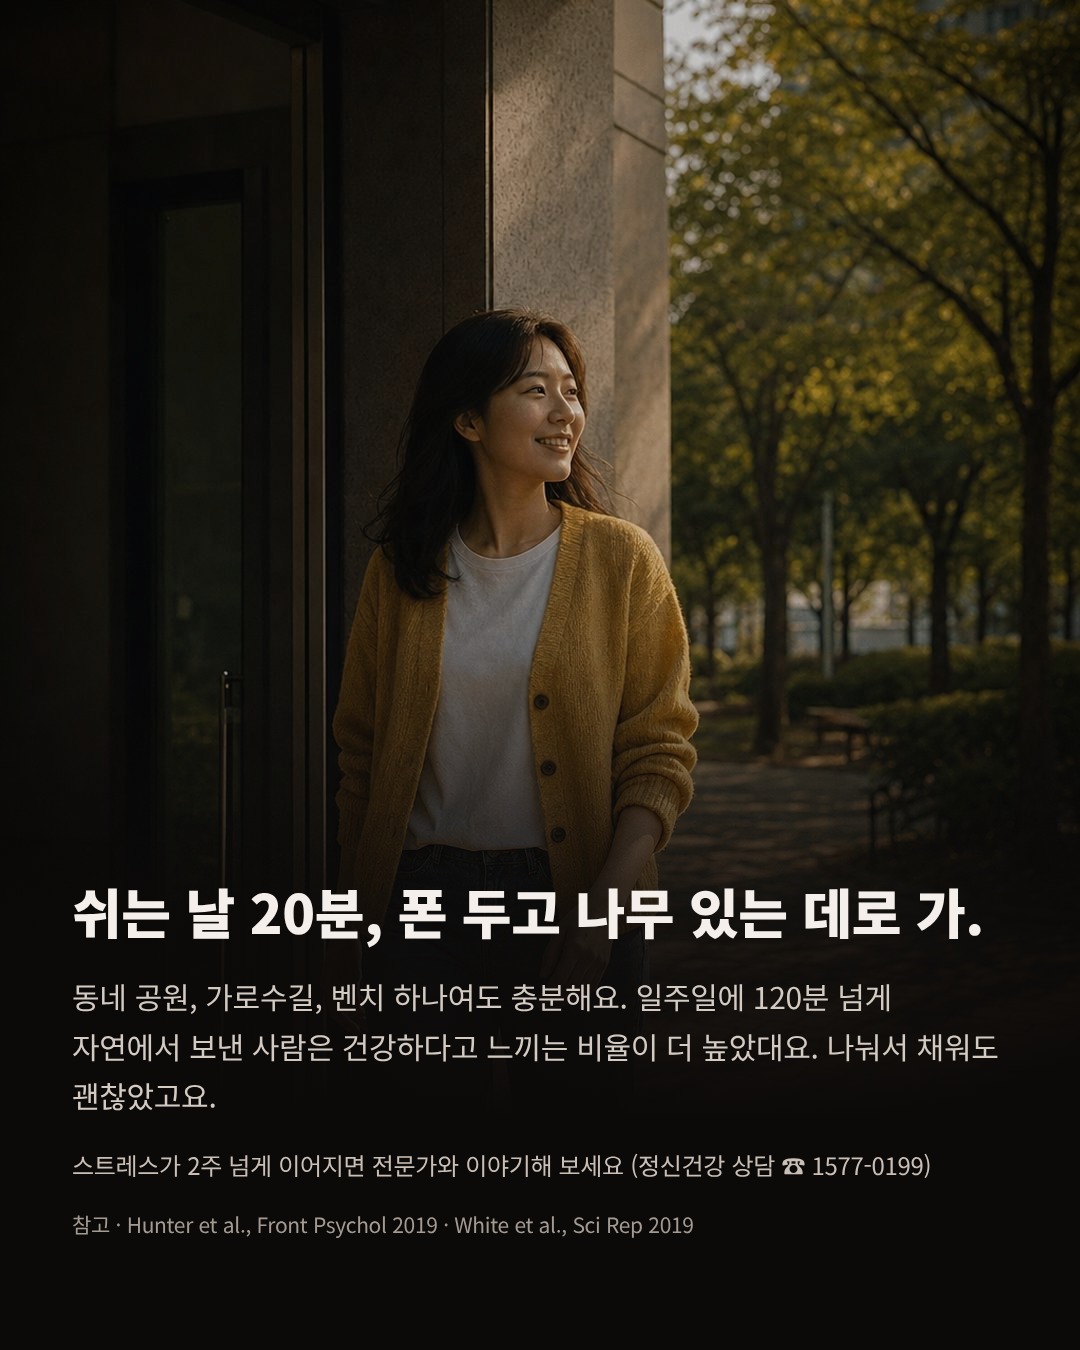 쉬는 날 20분, 폰 두고 나무 있는 데로 가.
동네 공원, 가로수길, 벤치 하나여도 충분해요. 일주일에 120분 넘게
자연에서 보낸 사람은 건강하다고 느끼는 비율이 더 높았대요. 나눠서 채워도
괜찮았고요.
스트레스가 2주 넘게 이어지면 전문가와 이야기해 보세요 (정신건강 상담 ☎ 1577-0199)
참고 · Hunter et al., Front Psychol 2019 · White et al., Sci Rep 2019